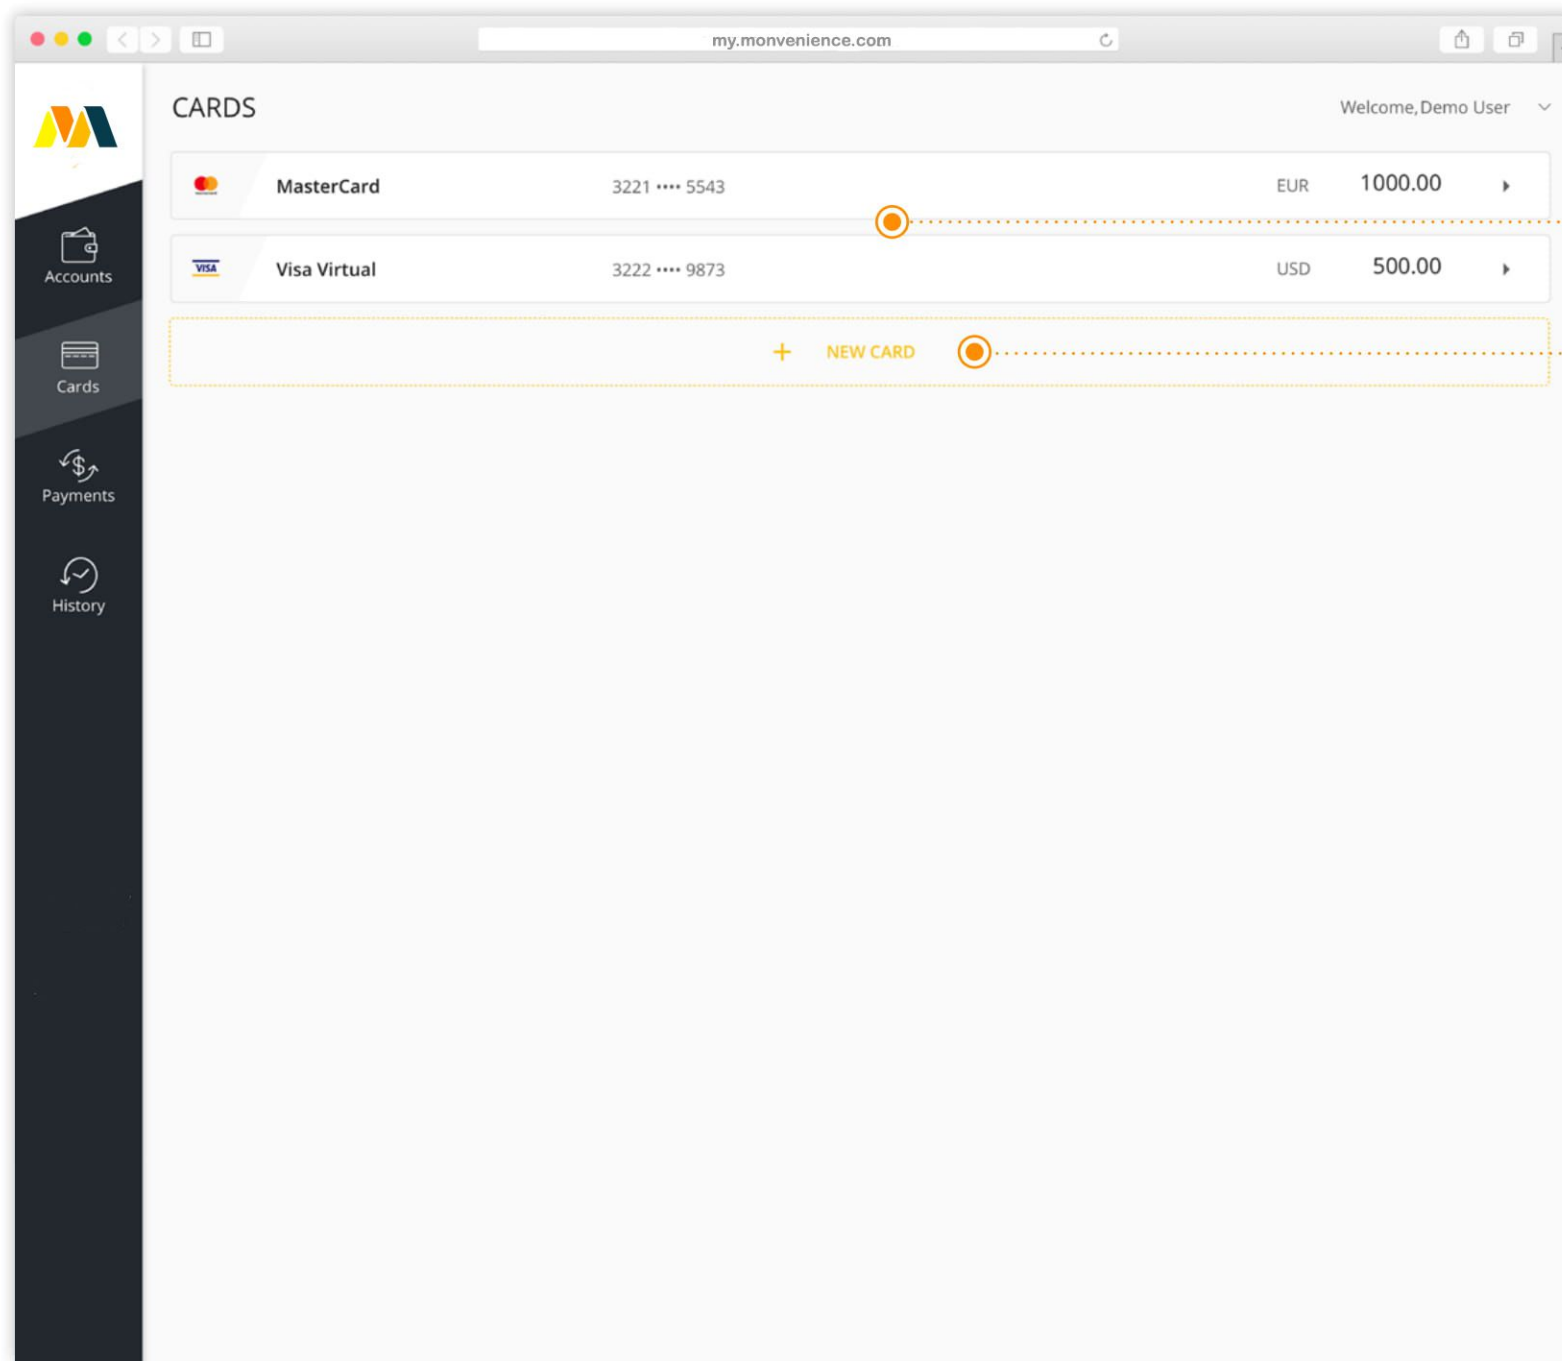 my.monvenience.com
CARDS
Welcome,Demo User
MasterCard 3221 •••• 5543 EUR 1000.00
VISA Visa Virtual 3222 •••• 9873 USD 500.00
+ NEW CARD
Accounts
Cards
Payments
History